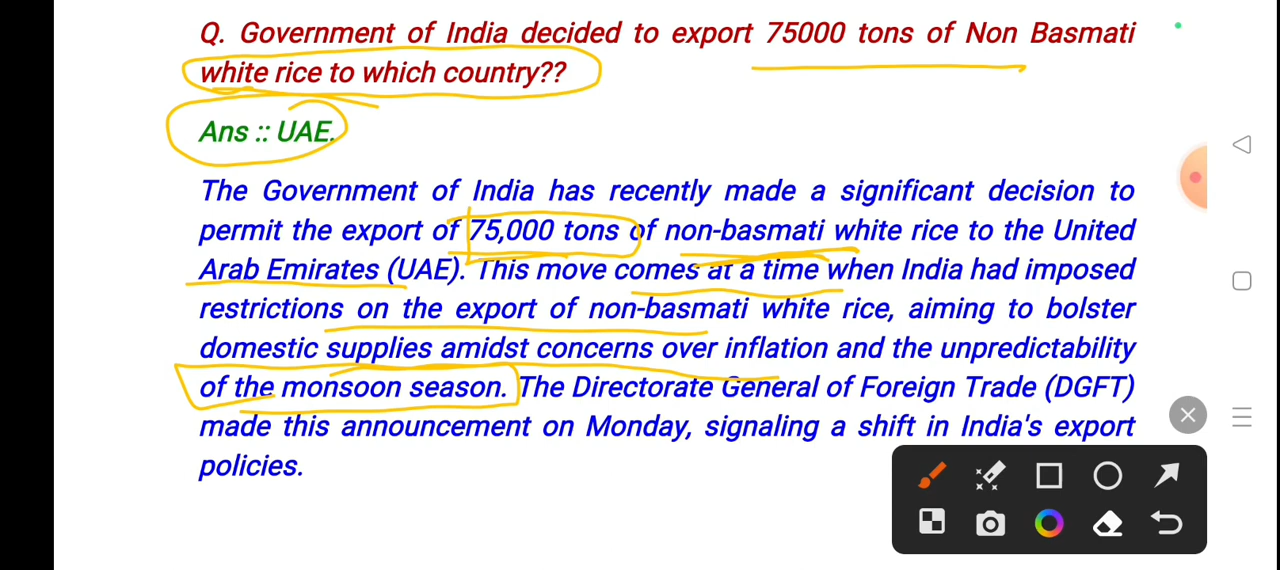 Q. Government of India decided to export 75000 tons of Non Basmati
white rice to which country??
Ans :: UAE.
The Government of India has recently made a significant decision to
permit the export of 75,000 tons of non-basmati white rice to the United
Arab Emirates (UAE). This move comes at a time when India had imposed
restrictions on the export of non-basmati white rice, aiming to bolster
domestic supplies amidst concerns over inflation and the unpredictability
of the monsoon season. The Directorate General of Foreign Trade (DGFT)
made this announcement on Monday, signaling a shift in India's export
policies.